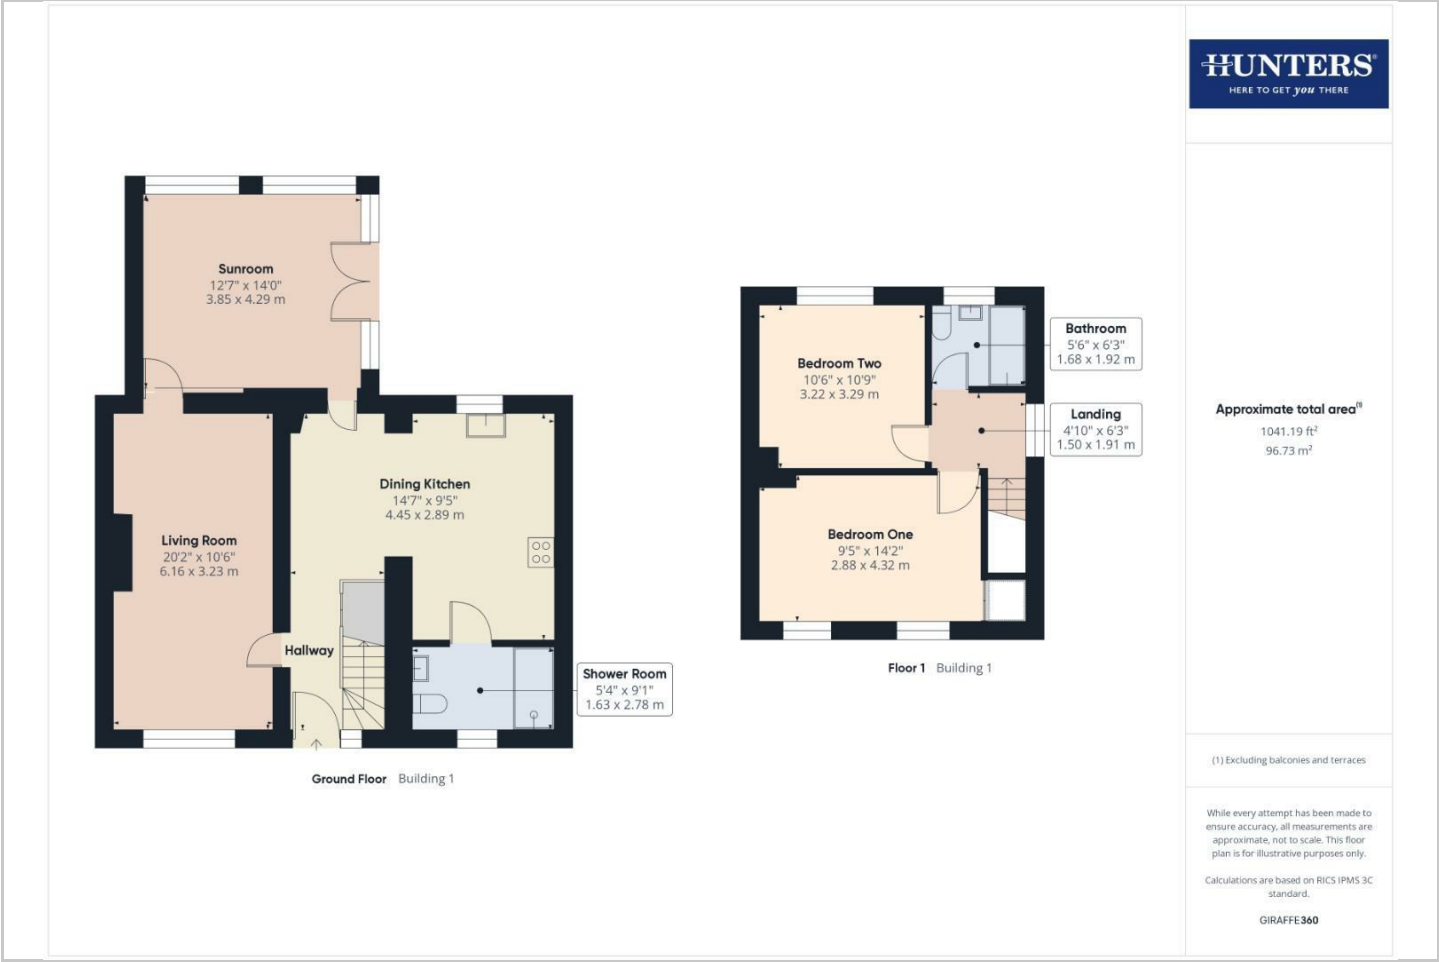 HUNTERS®
HERE TO GET you THERE
Sunroom
12'7" x 14'0"
3.85 x 4.29 m
Dining Kitchen
14'7" x 9'5"
4.45 x 2.89 m
Living Room
20'2" x 10'6"
6.16 x 3.23 m
Hallway
Shower Room
5'4" x 9'1"
1.63 x 2.78 m
Ground Floor Building 1
Bedroom Two
10'6" x 10'9"
3.22 x 3.29 m
Bathroom
5'6" x 6'3"
1.68 x 1.92 m
Landing
4'10" x 6'3"
1.50 x 1.91 m
Bedroom One
9'5" x 14'2"
2.88 x 4.32 m
Floor 1 Building 1
Approximate total area⁽¹⁾
1041.19 ft²
96.73 m²
(1) Excluding balconies and terraces
While every attempt has been made to
ensure accuracy, all measurements are
approximate, not to scale. This floor
plan is for illustrative purposes only.
Calculations are based on RICS IPMS 3C
standard.
GIRAFFE360